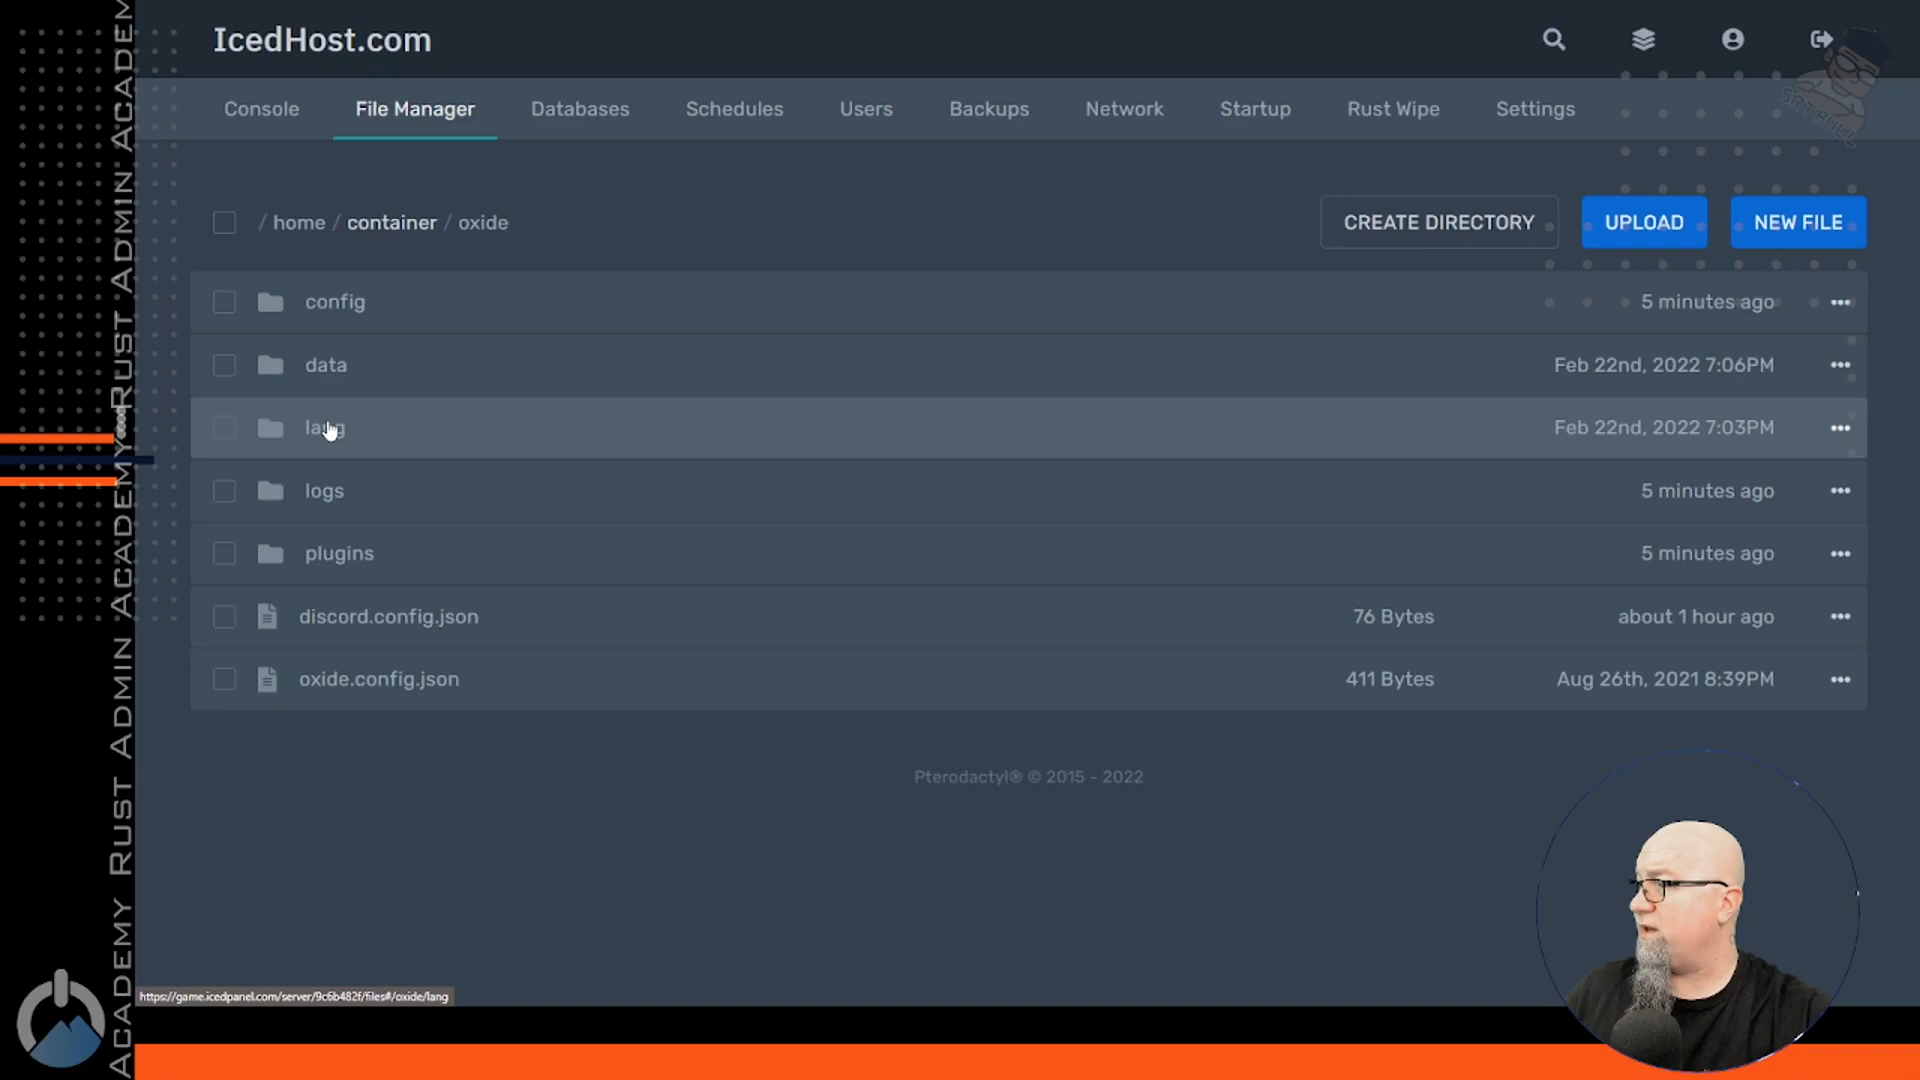 IcedHost.com
Console File Manager Databases Schedules Users Backups Network Startup Rust Wipe Settings
/ home / container / oxide
CREATE DIRECTORY UPLOAD NEW FILE
config 5 minutes ago
data Feb 22nd, 2022 7:06PM
lang Feb 22nd, 2022 7:03PM
logs 5 minutes ago
plugins 5 minutes ago
discord.config.json 76 Bytes about 1 hour ago
oxide.config.json 411 Bytes Aug 26th, 2021 8:39PM
Pterodactyl® © 2015 - 2022
https://game.icedpanel.com/server/9c6b482f/files#/oxide/lang
ACADEMY RUST ADMIN ACADEMY RUST ADMIN ACADEM
SRTBULL